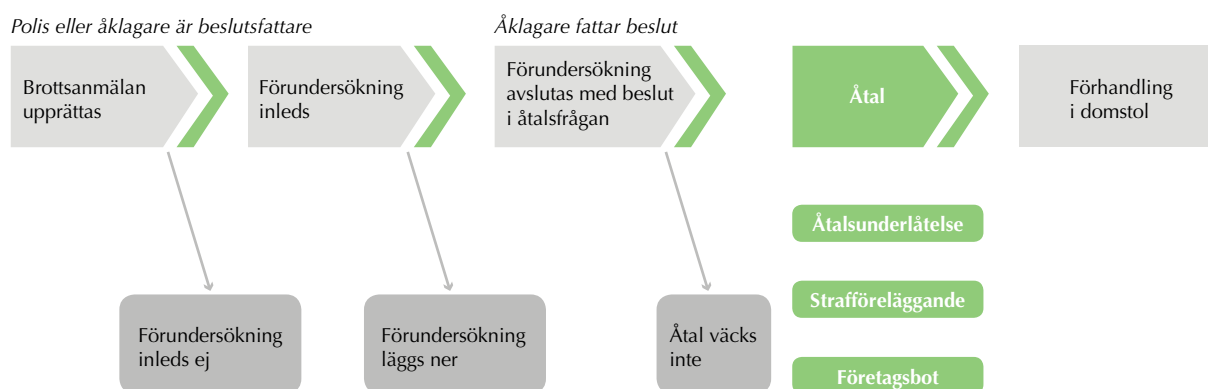 Polis eller åklagare är beslutsfattare
Åklagare fattar beslut
Brottsanmälan
upprättas
Förundersökning
inleds
Förundersökning
avslutas med beslut
i åtalsfrågan
Åtal
Förhandling
i domstol
Åtalsunderlåtelse
Strafföreläggande
Företagsbot
Förundersökning
inleds ej
Förundersökning
läggs ner
Åtal väcks
inte